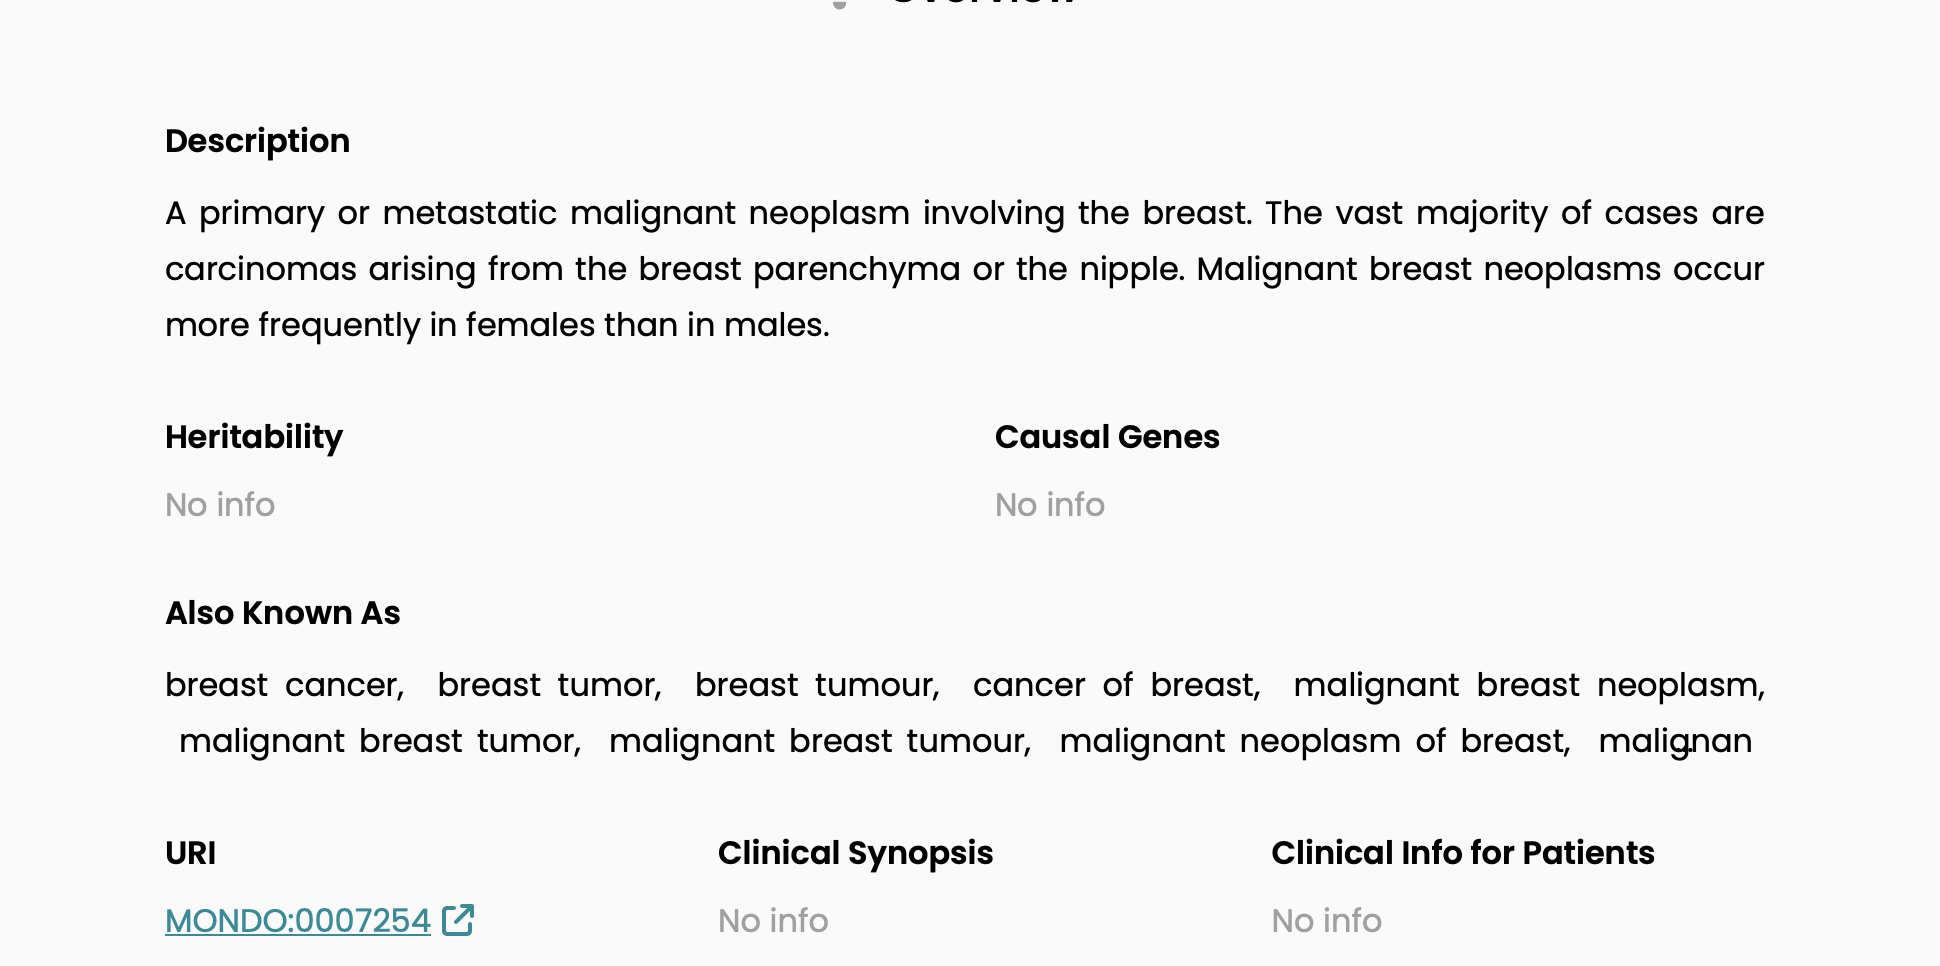 Overview
Description
A primary or metastatic malignant neoplasm involving the breast. The vast majority of cases are
carcinomas arising from the breast parenchyma or the nipple. Malignant breast neoplasms occur
more frequently in females than in males.
Heritability
Causal Genes
No info
No info
Also Known As
breast cancer, breast tumor, breast tumour, cancer of breast, malignant breast neoplasm,
malignant breast tumor, malignant breast tumour, malignant neoplasm of breast, malignan
URI
Clinical Synopsis
Clinical Info for Patients
MONDO:0007254
No info
No info